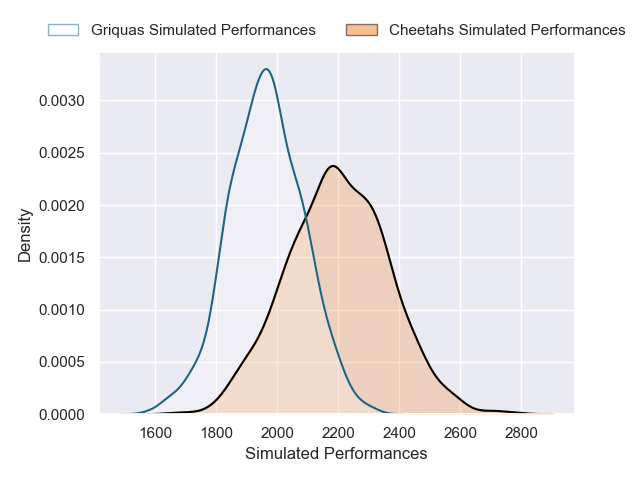 Griquas Simulated Performances Cheetahs Simulated Performances
0.0030
0.0025
0.0020
0.0015
0.0010
0.0005
0.0000
Density
1600 1800 2000 2200 2400 2600 2800
Simulated Performances